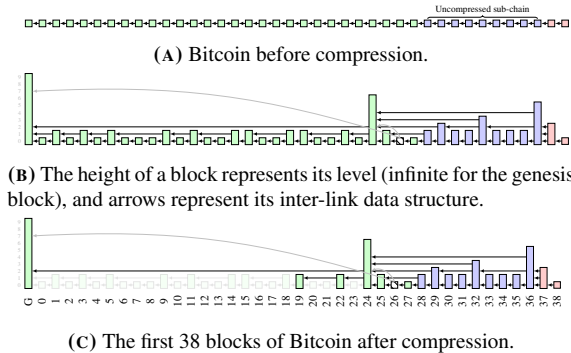 Uncompressed sub-chain
(A) Bitcoin before compression.
(B) The height of a block represents its level (infinite for the genesis
block), and arrows represent its inter-link data structure.
G 0 1 2 3 4 5 6 7 8 9 10 11 12 13 14 15 16 17 18 19 20 21 22 23 24 25 26 27 28 29 30 31 32 33 34 35 36 37 38
(C) The first 38 blocks of Bitcoin after compression.